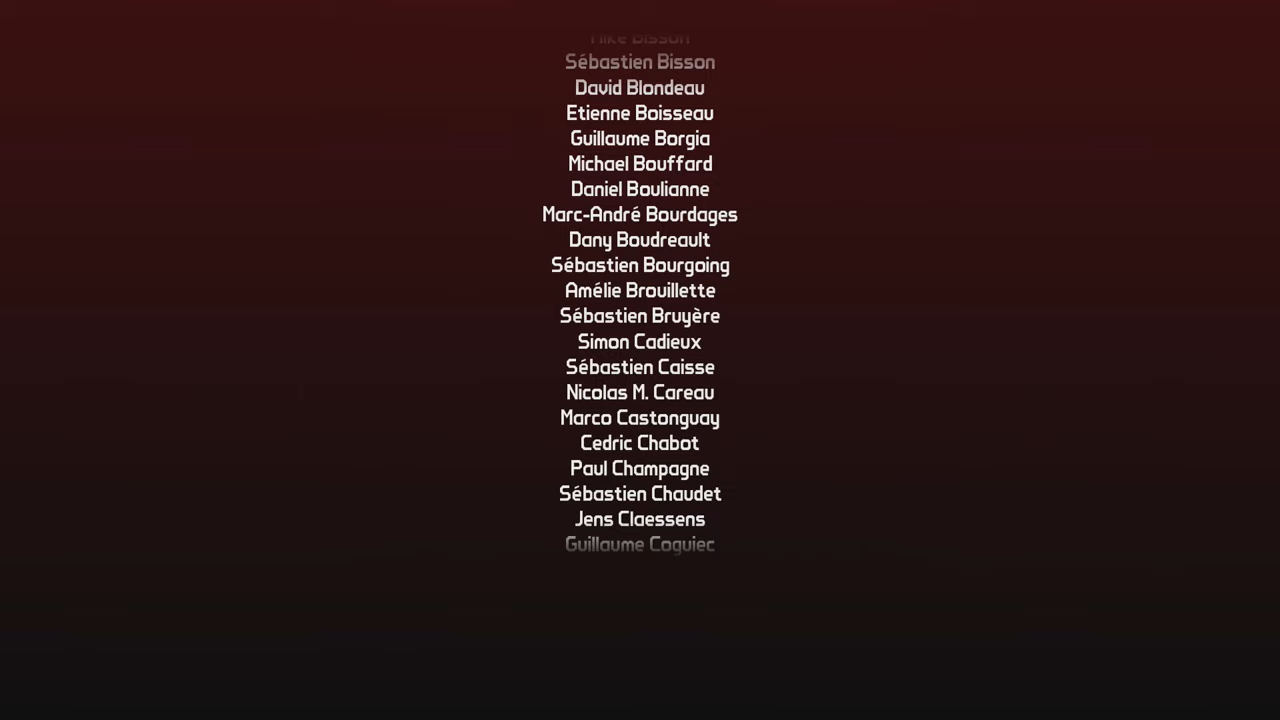 Mike Bisson
Sébastien Bisson
David Blondeau
Etienne Boisseau
Guillaume Borgia
Michael Bouffard
Daniel Boulianne
Marc-André Bourdages
Dany Boudreault
Sébastien Bourgoing
Amélie Brouillette
Sébastien Bruyère
Simon Cadieux
Sébastien Caisse
Nicolas M. Careau
Marco Castonguay
Cedric Chabot
Paul Champagne
Sébastien Chaudet
Jens Claessens
Guillaume Coguiec